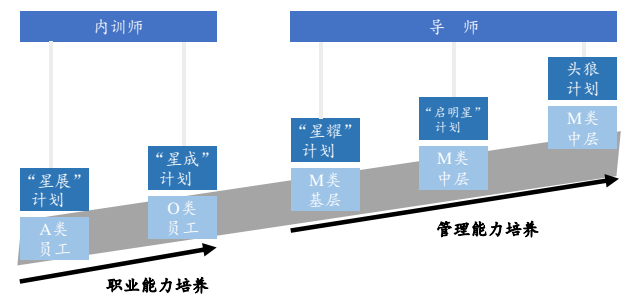 内训师
导 师
“星展”
计划
A类
员工
“星成”
计划
O类
员工
“星耀”
计划
M类
基层
“启明星”
计划
M类
中层
头狼
计划
M类
中层
职业能力培养
管理能力培养